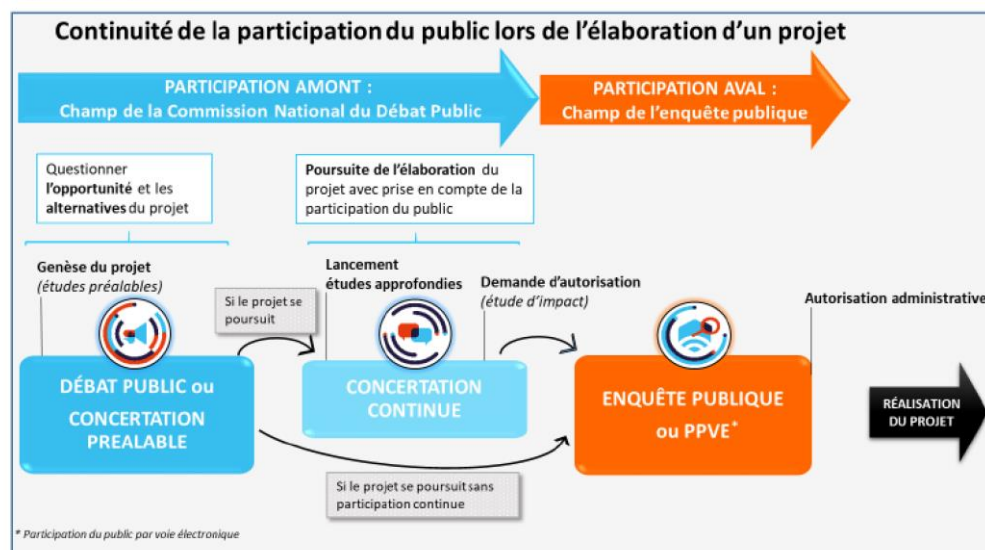 Continuité de la participation du public lors de l'élaboration d'un projet
PARTICIPATION AMONT :
Champ de la Commission National du Débat Public
PARTICIPATION AVAL :
Champ de l'enquête publique
Questionner
l'opportunité et les
alternatives du projet
Poursuite de l'élaboration du
projet avec prise en compte de la
participation du public
Genèse du projet
(études préalables)
Si le projet se
poursuit
Lancement
études approfondies
Demande d'autorisation
(étude d'impact)
Autorisation administrative
DÉBAT PUBLIC ou
CONCERTATION
PREALABLE
CONCERTATION
CONTINUE
ENQUÊTE PUBLIQUE
ou PPVE*
RÉALISATION
DU PROJET
Si le projet se poursuit sans
participation continue
* Participation du public par voie électronique